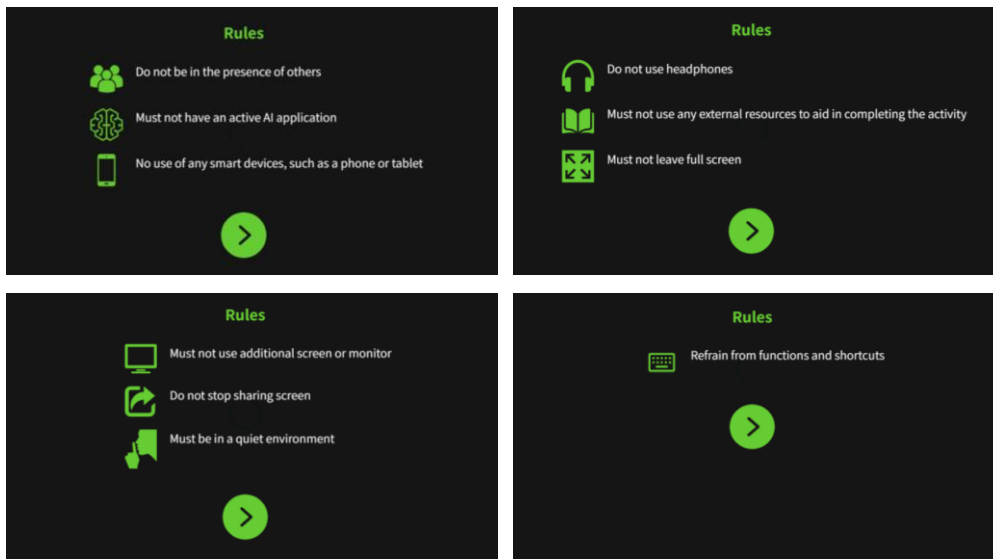 Rules
Do not be in the presence of others
Must not have an active AI application
No use of any smart devices, such as a phone or tablet
Rules
Do not use headphones
Must not use any external resources to aid in completing the activity
Must not leave full screen
Rules
Must not use additional screen or monitor
Do not stop sharing screen
Must be in a quiet environment
Rules
Refrain from functions and shortcuts